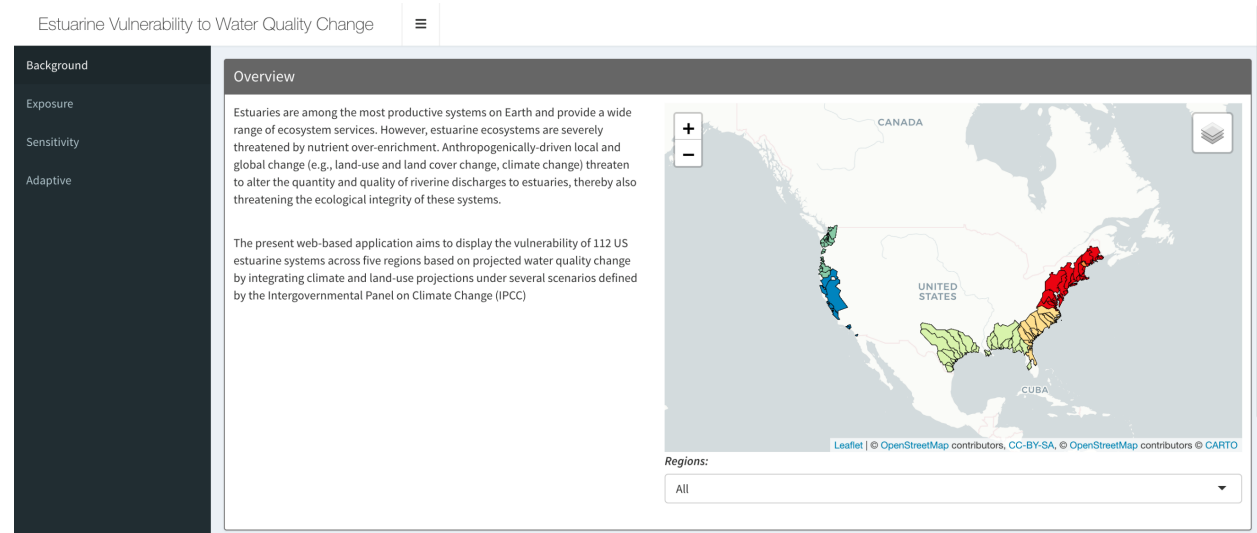 Estuarine Vulnerability to Water Quality Change
Background
Exposure
Sensitivity
Adaptive
Overview
Estuaries are among the most productive systems on Earth and provide a wide
range of ecosystem services. However, estuarine ecosystems are severely
threatened by nutrient over-enrichment. Anthropogenically-driven local and
global change (e.g., land-use and land cover change, climate change) threaten
to alter the quantity and quality of riverine discharges to estuaries, thereby also
threatening the ecological integrity of these systems.
The present web-based application aims to display the vulnerability of 112 US
estuarine systems across five regions based on projected water quality change
by integrating climate and land-use projections under several scenarios defined
by the Intergovernmental Panel on Climate Change (IPCC)
+
−
CANADA
UNITED
STATES
CUBA
Leaflet | © OpenStreetMap contributors, CC-BY-SA, © OpenStreetMap contributors © CARTO
Regions:
All